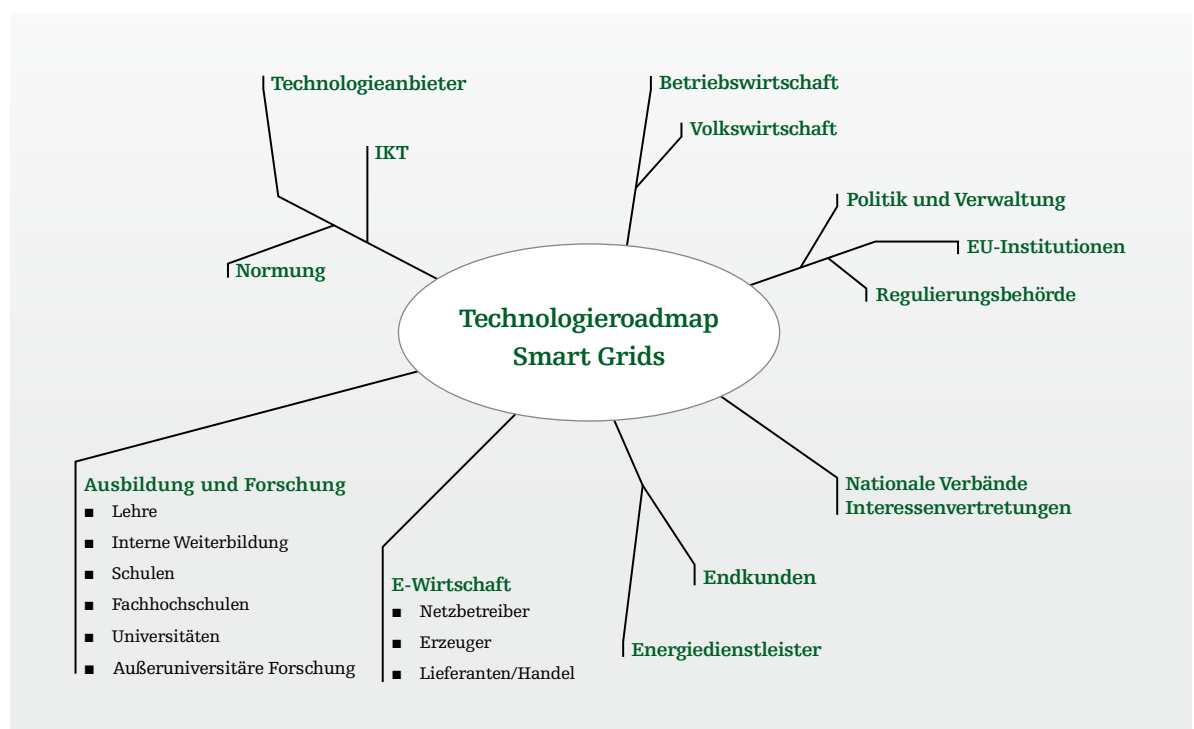 Technologieanbieter
Betriebswirtschaft
Volkswirtschaft
IKT
Politik und Verwaltung
EU-Institutionen
Normung
Regulierungsbehörde
Technologieroadmap
Smart Grids
Ausbildung und Forschung
■ Lehre
■ Interne Weiterbildung
■ Schulen
■ Fachhochschulen
■ Universitäten
■ Außeruniversitäre Forschung
E-Wirtschaft
■ Netzbetreiber
■ Erzeuger
■ Lieferanten/Handel
Nationale Verbände
Interessenvertretungen
Endkunden
Energiedienstleister